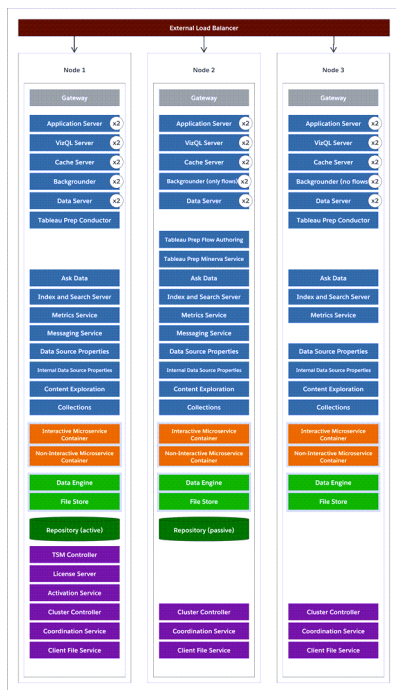 External Load Balancer
Node 1
Gateway
Application Server x2
VizQL Server x2
Cache Server x2
Backgrounder x2
Data Server x2
Tableau Prep Conductor
Ask Data
Index and Search Server
Metrics Service
Messaging Service
Data Source Properties
Internal Data Source Properties
Content Exploration
Collections
Interactive Microservice
Container
Non-Interactive Microservice
Container
Data Engine
File Store
Repository (active)
TSM Controller
License Server
Activation Service
Cluster Controller
Coordination Service
Client File Service
Node 2
Gateway
Application Server x2
VizQL Server x2
Cache Server x2
Backgrounder (only flows) x2
Data Server x2
Tableau Prep Flow Authoring
Tableau Prep Minerva Service
Ask Data
Index and Search Server
Metrics Service
Messaging Service
Data Source Properties
Internal Data Source Properties
Content Exploration
Collections
Interactive Microservice
Container
Non-Interactive Microservice
Container
Data Engine
File Store
Repository (passive)
Cluster Controller
Coordination Service
Client File Service
Node 3
Gateway
Application Server x2
VizQL Server x2
Cache Server x2
Backgrounder (no flows) x2
Data Server x2
Tableau Prep Conductor
Ask Data
Index and Search Server
Metrics Service
Data Source Properties
Internal Data Source Properties
Content Exploration
Collections
Interactive Microservice
Container
Non-Interactive Microservice
Container
Data Engine
File Store
Cluster Controller
Coordination Service
Client File Service